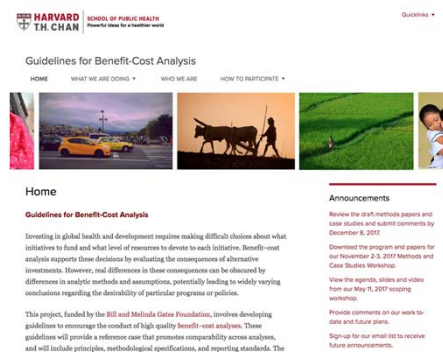 Quicklinks
HARVARD
T.H. CHAN
SCHOOL OF PUBLIC HEALTH
Powerful ideas for a healthier world
Guidelines for Benefit-Cost Analysis
HOME WHAT WE ARE DOING WHO WE ARE HOW TO PARTICIPATE
Home
Guidelines for Benefit-Cost Analysis
Investing in global health and development requires making difficult choices about what
initiatives to fund and what level of resources to devote to each initiative. Benefit-cost
analysis supports these decisions by evaluating the consequences of alternative
investments. However, real differences in these consequences can be obscured by
differences in analytic methods and assumptions, potentially leading to widely varying
conclusions regarding the desirability of particular programs or policies.
This project, funded by the Bill and Melinda Gates Foundation, involves developing
guidelines to encourage the conduct of high quality benefit-cost analyses. These
guidelines will provide a reference case that promotes comparability across analyses,
and will include principles, methodological specifications, and reporting standards. The
Announcements
Review the draft methods papers and
case studies and submit comments by
December 8, 2017.
Download the program and papers for
our November 2-3, 2017 Methods and
Case Studies Workshop.
View the agenda, slides and video
from our May 11, 2017 scoping
workshop.
Provide comments on our work to-
date and future plans.
Sign-up for our email list to receive
future announcements.